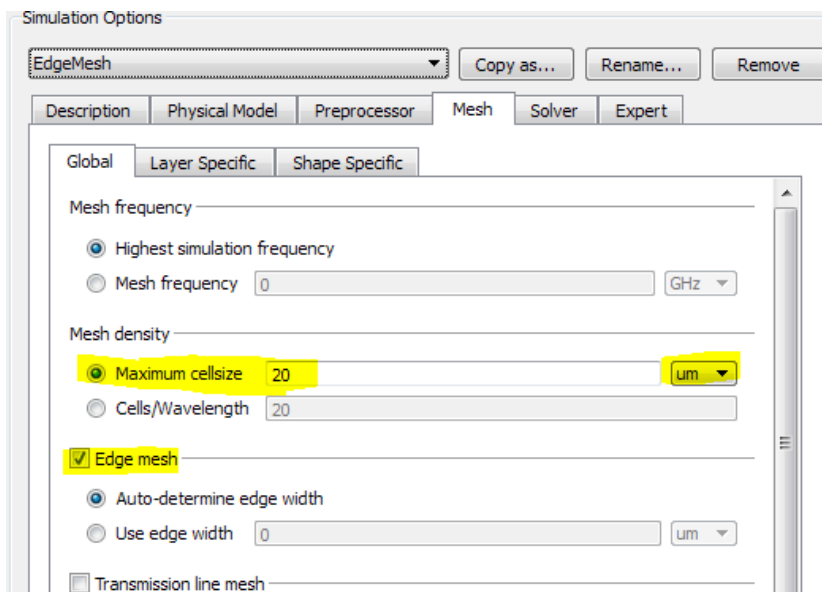 Simulation Options
EdgeMesh Copy as... Rename... Remove
Description Physical Model Preprocessor Mesh Solver Expert
Global Layer Specific Shape Specific
Mesh frequency
Highest simulation frequency
Mesh frequency 0 GHz
Mesh density
Maximum cellsize 20 um
Cells/Wavelength 20
Edge mesh
Auto-determine edge width
Use edge width 0 um
Transmission line mesh